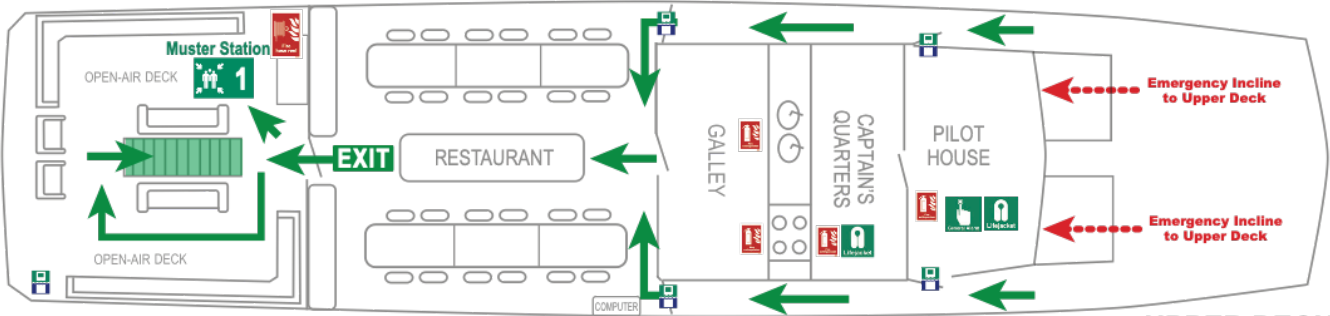 Muster Station
1
OPEN-AIR DECK
EXIT
RESTAURANT
OPEN-AIR DECK
COMPUTER
GALLEY
CAPTAIN'S
QUARTERS
Lifejacket
PILOT
HOUSE
Lifejacket
Emergency Incline
to Upper Deck
Emergency Incline
to Upper Deck